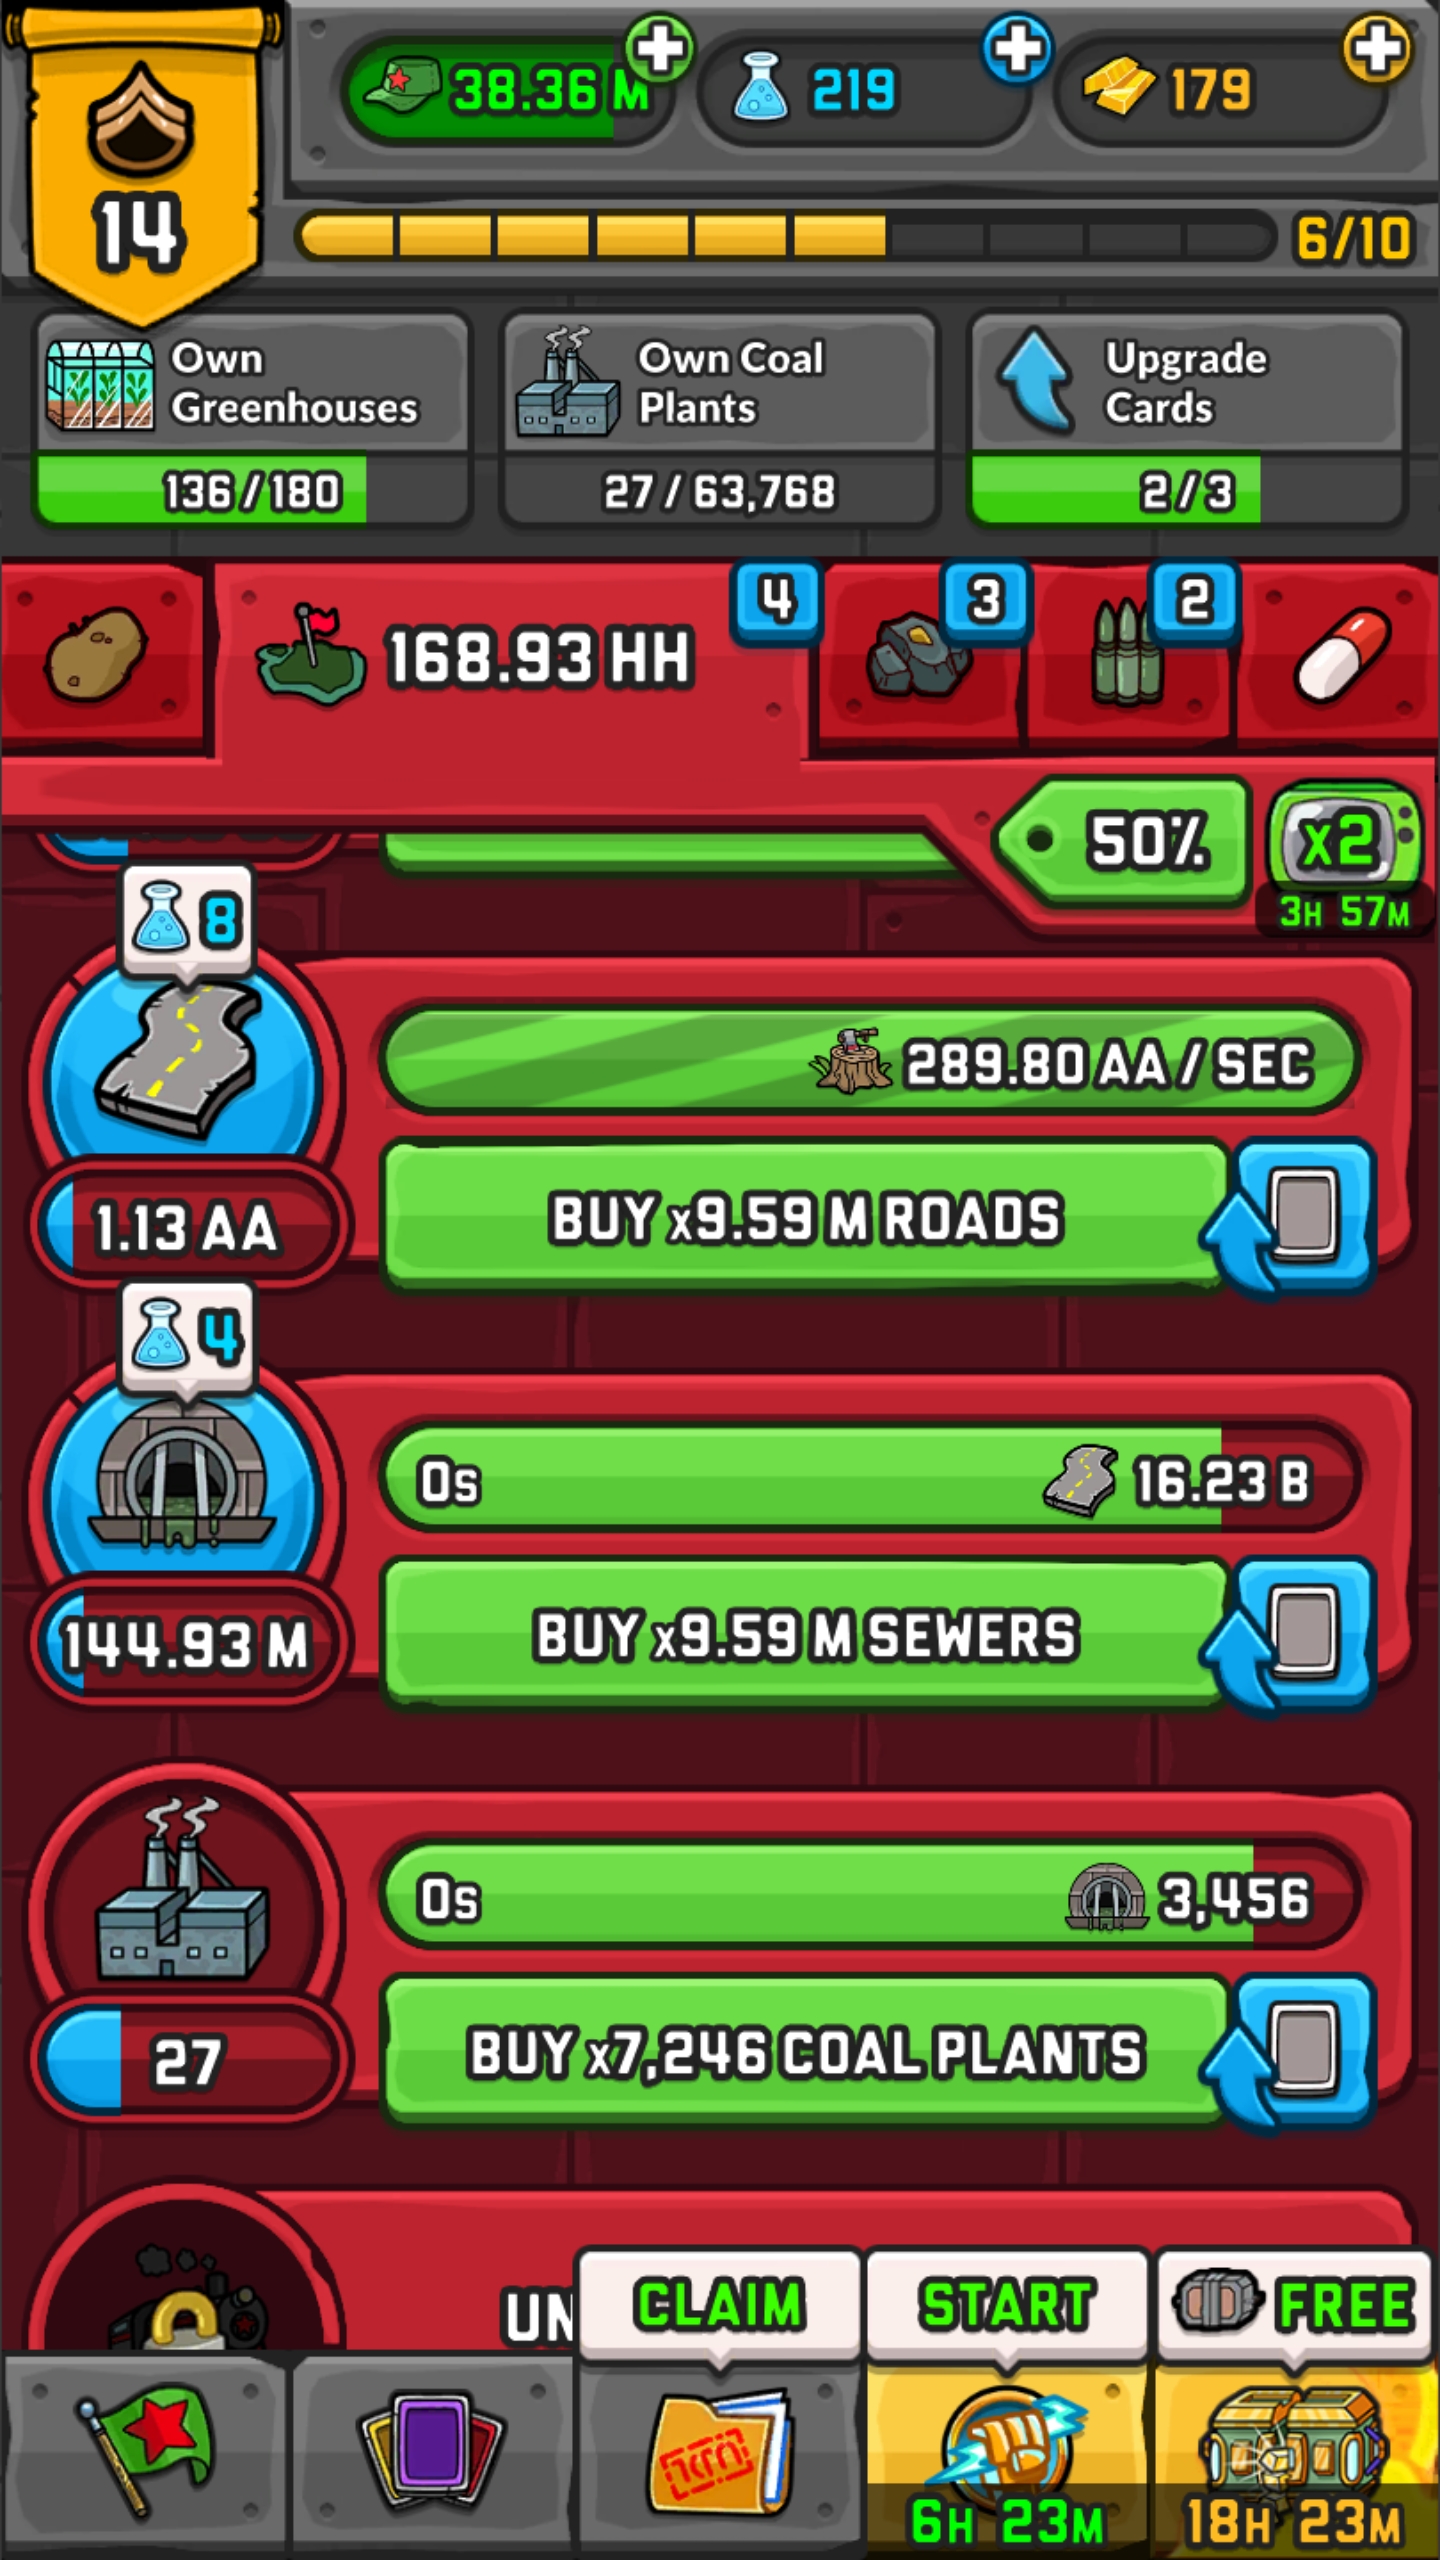 38.36 M
219
179
14
6/10
Own
Greenhouses
136/180
Own Coal
Plants
27/63,768
Upgrade
Cards
2/3
168.93 HH
4
3
2
50%
x2
3H 57M
8
289.80 AA / SEC
1.13 AA
BUY x9.59 M ROADS
4
0s
16.23 B
144.93 M
BUY x9.59 M SEWERS
0s
3,456
27
BUY x7,246 COAL PLANTS
UN
CLAIM
START
FREE
6H 23M
18H 23M